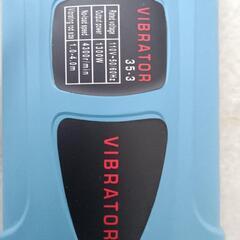 VIBRATOR
35-3
Rated voltage 110V~50/60Hz
Output power 1300W
No-load speed 4300r/min
Vibrating rod size 1.0-4.0m
VIBRATOR